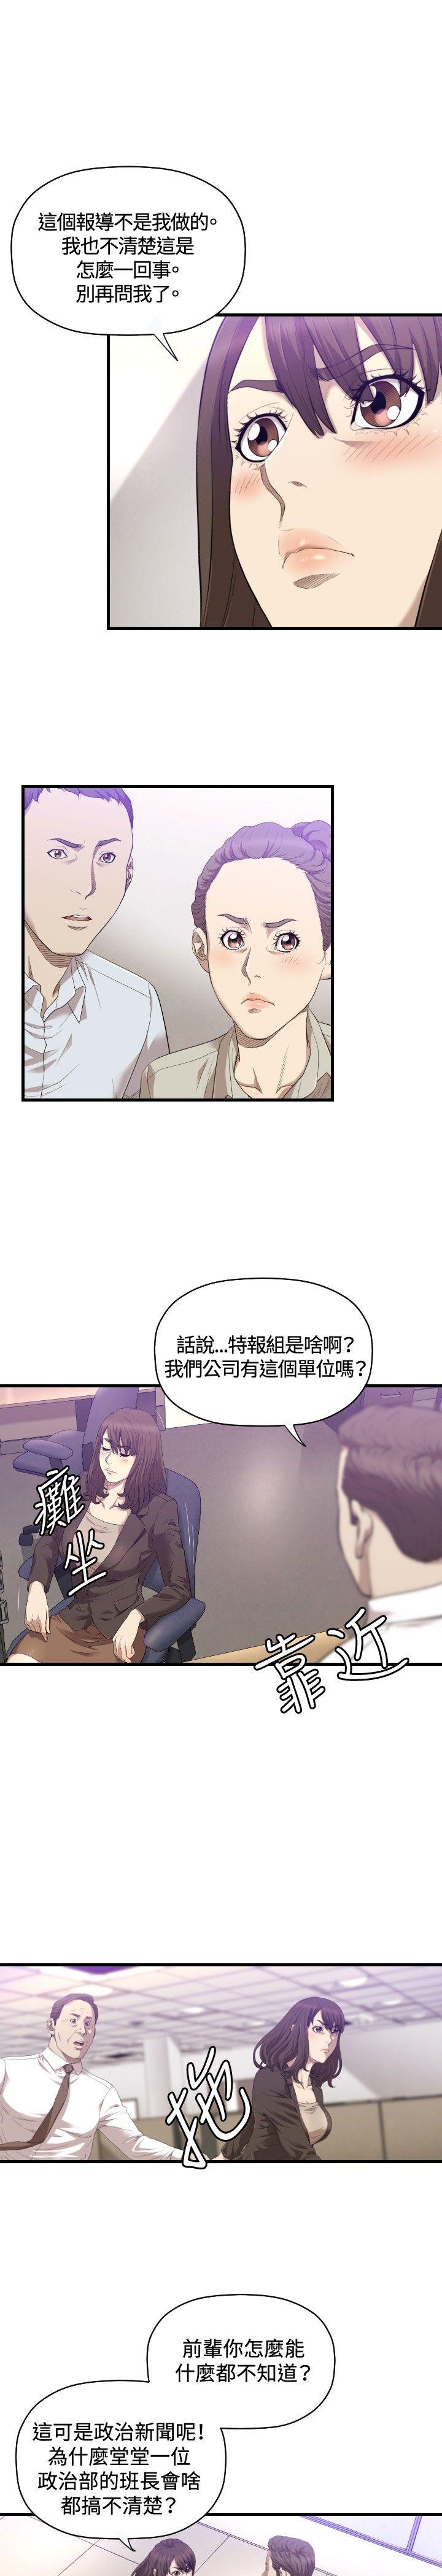 這個報導不是我做的。
我也不清楚這是
怎麼一回事。
別再問我了。
話說...特報組是啥啊?
我們公司有這個單位嗎?
癱
坐
靠近
拖
前輩你怎麼能
什麼都不知道?
這可是政治新聞呢!
為什麼堂堂一位
政治部的班長會啥
都搞不清楚?